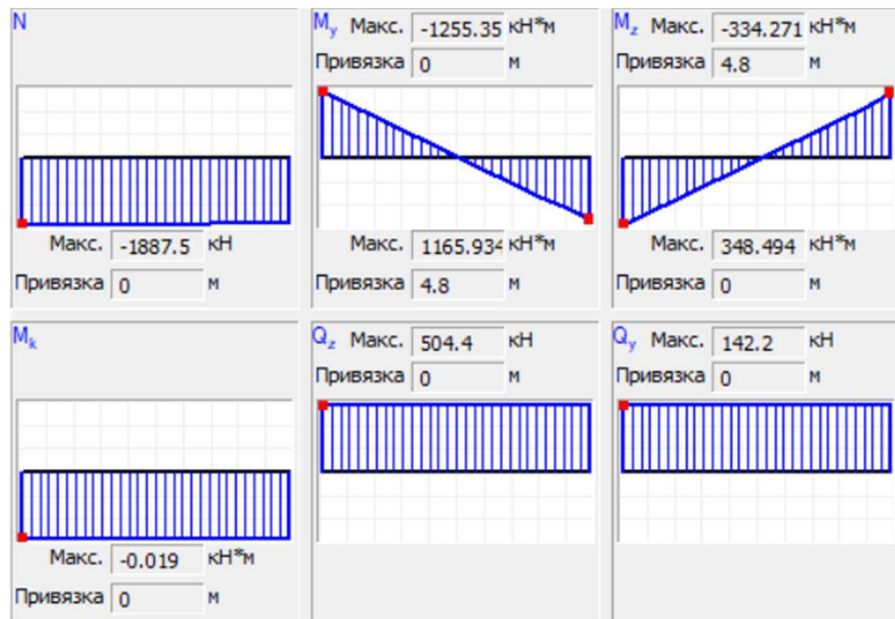 N
Макс. -1887.5 кН
Привязка 0 м
M_y Макс. -1255.35 кН*м
Привязка 0 м
Макс. 1165.934 кН*м
Привязка 4.8 м
M_z Макс. -334.271 кН*м
Привязка 4.8 м
Макс. 348.494 кН*м
Привязка 0 м
M_k
Макс. -0.019 кН*м
Привязка 0 м
Q_z Макс. 504.4 кН
Привязка 0 м
Q_y Макс. 142.2 кН
Привязка 0 м